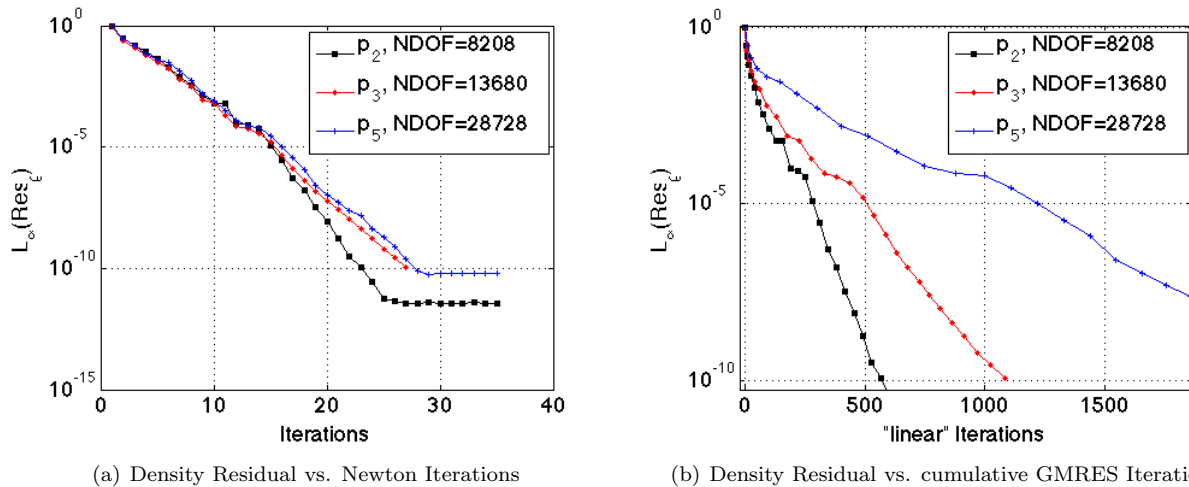 10^0
10^-5
10^-10
10^-15
0 10 20 30 40
Iterations
p_2, NDOF=8208
p_3, NDOF=13680
p_5, NDOF=28728
(a) Density Residual vs. Newton Iterations
10^0
10^-5
10^-10
0 500 1000 1500
"linear" Iterations
p_2, NDOF=8208
p_3, NDOF=13680
p_5, NDOF=28728
(b) Density Residual vs. cumulative GMRES Iterati